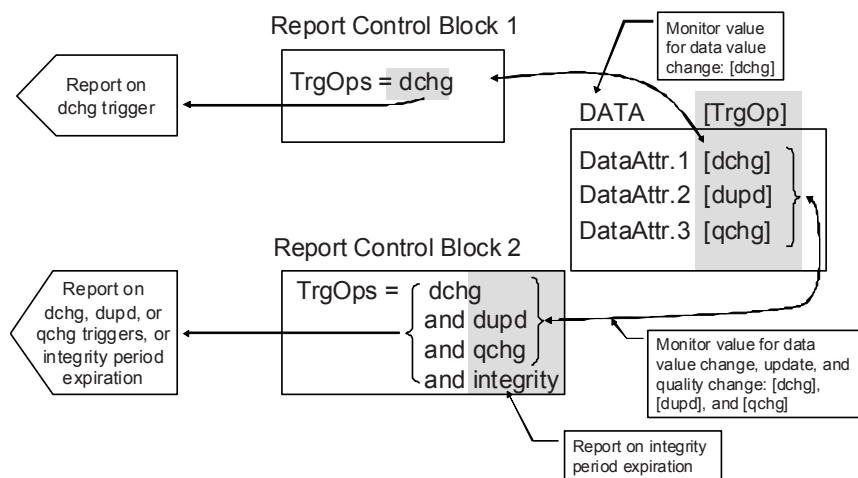 Report Control Block 1
TrgOps = dchg
Report on
dchg trigger
Monitor value
for data value
change: [dchg]
DATA [TrgOp]
DataAttr.1 [dchg]
DataAttr.2 [dupd]
DataAttr.3 [qchg]
Report Control Block 2
TrgOps = dchg
and dupd
and qchg
and integrity
Report on
dchg, dupd, or
qchg triggers, or
integrity period
expiration
Monitor value for data
value change, update, and
quality change: [dchg],
[dupd], and [qchg]
Report on integrity
period expiration